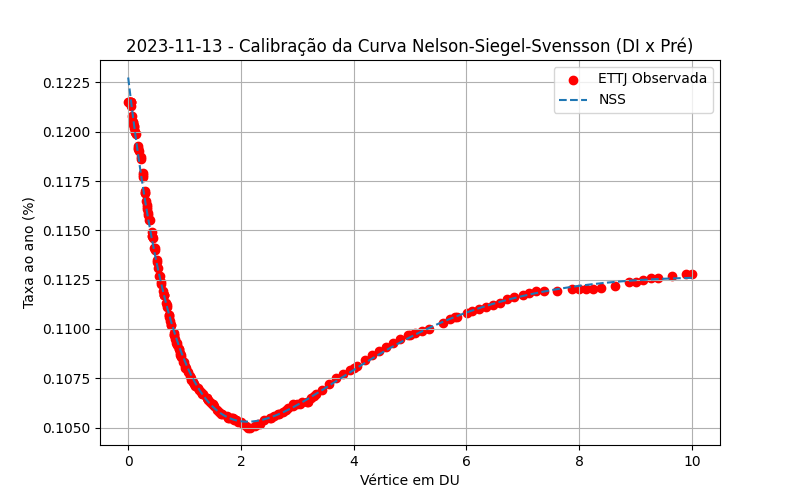 2023-11-13 - Calibração da Curva Nelson-Siegel-Svensson (DI x Pré)
ETTJ Observada
NSS
Taxa ao ano (%)
0.1225
0.1200
0.1175
0.1150
0.1125
0.1100
0.1075
0.1050
0 2 4 6 8 10
Vértice em DU